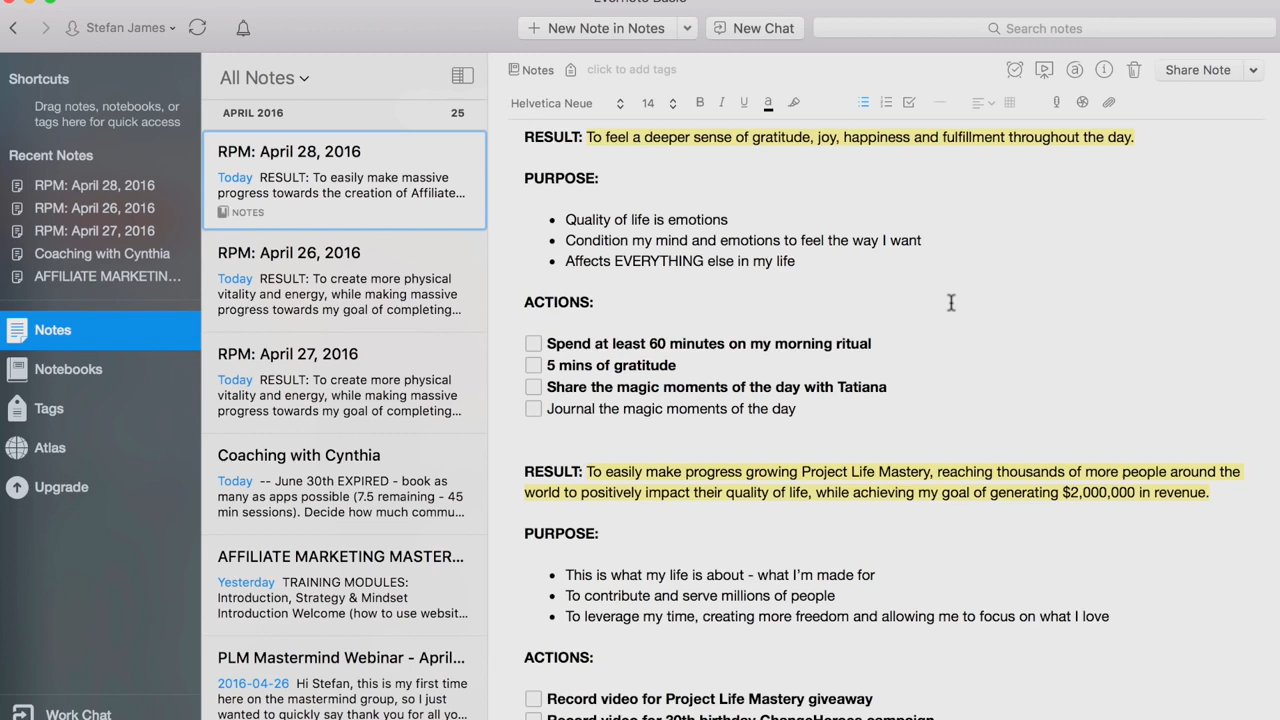 Evernote Basic
Stefan James
New Note in Notes
New Chat
Search notes
Shortcuts
Drag notes, notebooks, or
tags here for quick access
Recent Notes
RPM: April 28, 2016
RPM: April 26, 2016
RPM: April 27, 2016
Coaching with Cynthia
AFFILIATE MARKETIN...
Notes
Notebooks
Tags
Atlas
Upgrade
Work Chat
All Notes
APRIL 2016 25
RPM: April 28, 2016
Today RESULT: To easily make massive
progress towards the creation of Affiliate...
NOTES
RPM: April 26, 2016
Today RESULT: To create more physical
vitality and energy, while making massive
progress towards my goal of completing...
RPM: April 27, 2016
Today RESULT: To create more physical
vitality and energy, while making massive
progress towards my goal of completing...
Coaching with Cynthia
Today -- June 30th EXPIRED - book as
many as apps possible (7.5 remaining - 45
min sessions). Decide how much commu...
AFFILIATE MARKETING MASTER...
Yesterday TRAINING MODULES:
Introduction, Strategy & Mindset
Introduction Welcome (how to use websit...
PLM Mastermind Webinar - April...
2016-04-26 Hi Stefan, this is my first time
here on the mastermind group, so I just
wanted to quickly say thank you for all yo...
Notes click to add tags
Share Note
Helvetica Neue 14 B I U a
RESULT: To feel a deeper sense of gratitude, joy, happiness and fulfillment throughout the day.
PURPOSE:
• Quality of life is emotions
• Condition my mind and emotions to feel the way I want
• Affects EVERYTHING else in my life
ACTIONS:
Spend at least 60 minutes on my morning ritual
5 mins of gratitude
Share the magic moments of the day with Tatiana
Journal the magic moments of the day
RESULT: To easily make progress growing Project Life Mastery, reaching thousands of more people around the
world to positively impact their quality of life, while achieving my goal of generating $2,000,000 in revenue.
PURPOSE:
• This is what my life is about - what I'm made for
• To contribute and serve millions of people
• To leverage my time, creating more freedom and allowing me to focus on what I love
ACTIONS:
Record video for Project Life Mastery giveaway
Record video for 30th birthday ChangeHeroes campaign